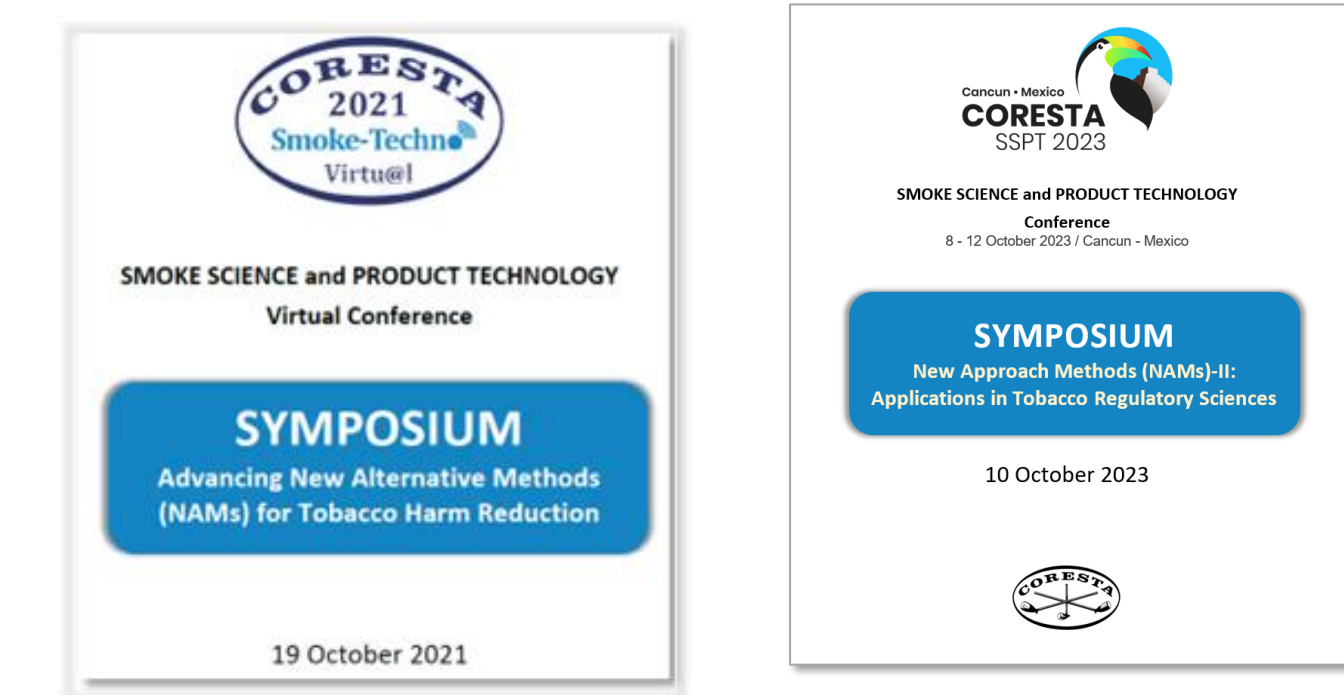 CORESTA
2021
Smoke-Techno
Virtu@l
SMOKE SCIENCE and PRODUCT TECHNOLOGY
Virtual Conference
SYMPOSIUM
Advancing New Alternative Methods
(NAMs) for Tobacco Harm Reduction
19 October 2021
Cancun • Mexico
CORESTA
SSPT 2023
SMOKE SCIENCE and PRODUCT TECHNOLOGY
Conference
8 - 12 October 2023 / Cancun - Mexico
SYMPOSIUM
New Approach Methods (NAMs)-II:
Applications in Tobacco Regulatory Sciences
10 October 2023
CORESTA